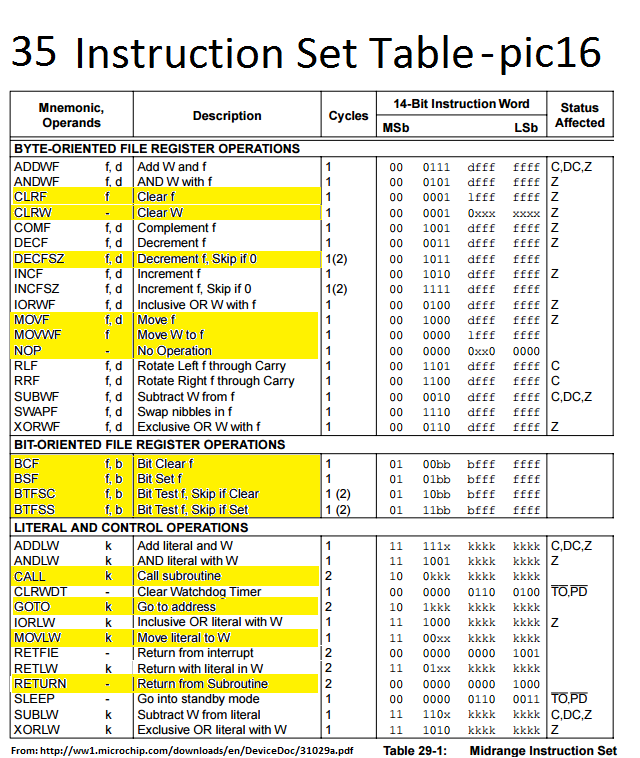 35 Instruction Set Table - pic16
Mnemonic, Operands Description Cycles 14-Bit Instruction Word Status Affected
MSb LSb
BYTE-ORIENTED FILE REGISTER OPERATIONS
ADDWF f, d Add W and f 1 00 0111 dfff ffff C,DC,Z
ANDWF f, d AND W with f 1 00 0101 dfff ffff Z
CLRF f Clear f 1 00 0001 lfff ffff Z
CLRW - Clear W 1 00 0001 0xxx xxxx Z
COMF f, d Complement f 1 00 1001 dfff ffff Z
DECF f, d Decrement f 1 00 0011 dfff ffff Z
DECFSZ f, d Decrement f, Skip if 0 1(2) 00 1011 dfff ffff
INCF f, d Increment f 1 00 1010 dfff ffff Z
INCFSZ f, d Increment f, Skip if 0 1(2) 00 1111 dfff ffff
IORWF f, d Inclusive OR W with f 1 00 0100 dfff ffff Z
MOVF f, d Move f 1 00 1000 dfff ffff Z
MOVWF f Move W to f 1 00 0000 lfff ffff
NOP - No Operation 1 00 0000 0xx0 0000
RLF f, d Rotate Left f through Carry 1 00 1101 dfff ffff C
RRF f, d Rotate Right f through Carry 1 00 1100 dfff ffff C
SUBWF f, d Subtract W from f 1 00 0010 dfff ffff C,DC,Z
SWAPF f, d Swap nibbles in f 1 00 1110 dfff ffff
XORWF f, d Exclusive OR W with f 1 00 0110 dfff ffff Z
BIT-ORIENTED FILE REGISTER OPERATIONS
BCF f, b Bit Clear f 1 01 00bb bfff ffff
BSF f, b Bit Set f 1 01 01bb bfff ffff
BTFSC f, b Bit Test f, Skip if Clear 1 (2) 01 10bb bfff ffff
BTFSS f, b Bit Test f, Skip if Set 1 (2) 01 11bb bfff ffff
LITERAL AND CONTROL OPERATIONS
ADDLW k Add literal and W 1 11 111x kkkk kkkk C,DC,Z
ANDLW k AND literal with W 1 11 1001 kkkk kkkk Z
CALL k Call subroutine 2 10 0kkk kkkk kkkk
CLRWDT - Clear Watchdog Timer 1 00 0000 0110 0100 TO,PD
GOTO k Go to address 2 10 1kkk kkkk kkkk
IORLW k Inclusive OR literal with W 1 11 1000 kkkk kkkk Z
MOVLW k Move literal to W 1 11 00xx kkkk kkkk
RETFIE - Return from interrupt 2 00 0000 0000 1001
RETLW k Return with literal in W 2 11 01xx kkkk kkkk
RETURN - Return from Subroutine 2 00 0000 0000 1000
SLEEP - Go into standby mode 1 00 0000 0110 0011 TO,PD
SUBLW k Subtract W from literal 1 11 110x kkkk kkkk C,DC,Z
XORLW k Exclusive OR literal with W 1 11 1010 kkkk kkkk Z
From: http://ww1.microchip.com/downloads/en/DeviceDoc/31029a.pdf Table 29-1: Midrange Instruction Set